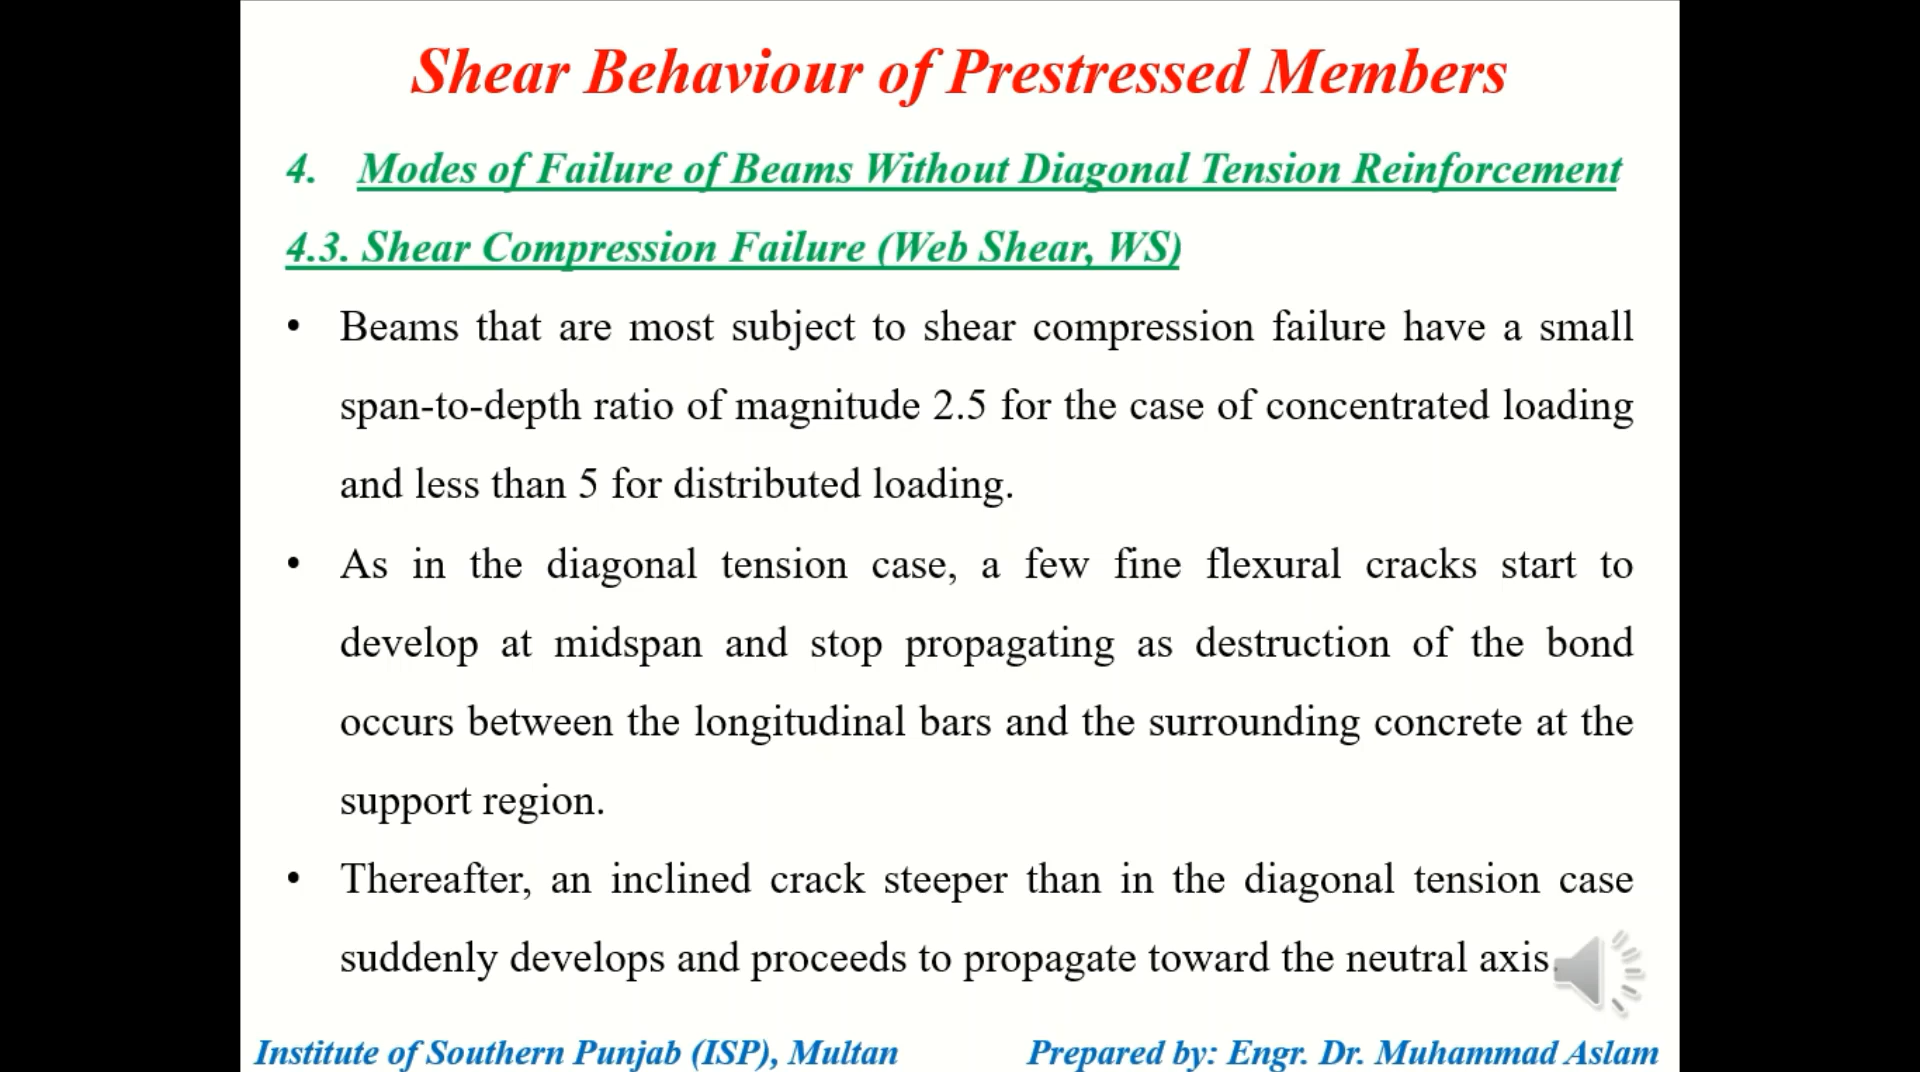 Shear Behaviour of Prestressed Members
4. Modes of Failure of Beams Without Diagonal Tension Reinforcement
4.3. Shear Compression Failure (Web Shear, WS)
• Beams that are most subject to shear compression failure have a small
span-to-depth ratio of magnitude 2.5 for the case of concentrated loading
and less than 5 for distributed loading.
• As in the diagonal tension case, a few fine flexural cracks start to
develop at midspan and stop propagating as destruction of the bond
occurs between the longitudinal bars and the surrounding concrete at the
support region.
• Thereafter, an inclined crack steeper than in the diagonal tension case
suddenly develops and proceeds to propagate toward the neutral axis.
Institute of Southern Punjab (ISP), Multan
Prepared by: Engr. Dr. Muhammad Aslam